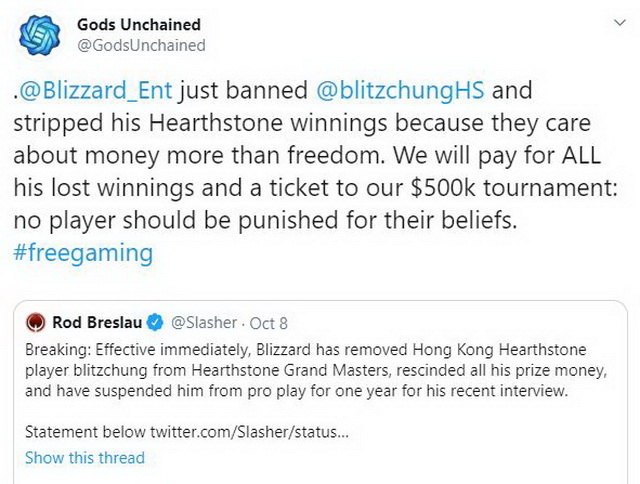 Gods Unchained
@GodsUnchained
.@Blizzard_Ent just banned @blitzchungHS and
stripped his Hearthstone winnings because they care
about money more than freedom. We will pay for ALL
his lost winnings and a ticket to our $500k tournament:
no player should be punished for their beliefs.
#freegaming
Rod Breslau @Slasher · Oct 8
Breaking: Effective immediately, Blizzard has removed Hong Kong Hearthstone
player blitzchung from Hearthstone Grand Masters, rescinded all his prize money,
and have suspended him from pro play for one year for his recent interview.
Statement below twitter.com/Slasher/status...
Show this thread